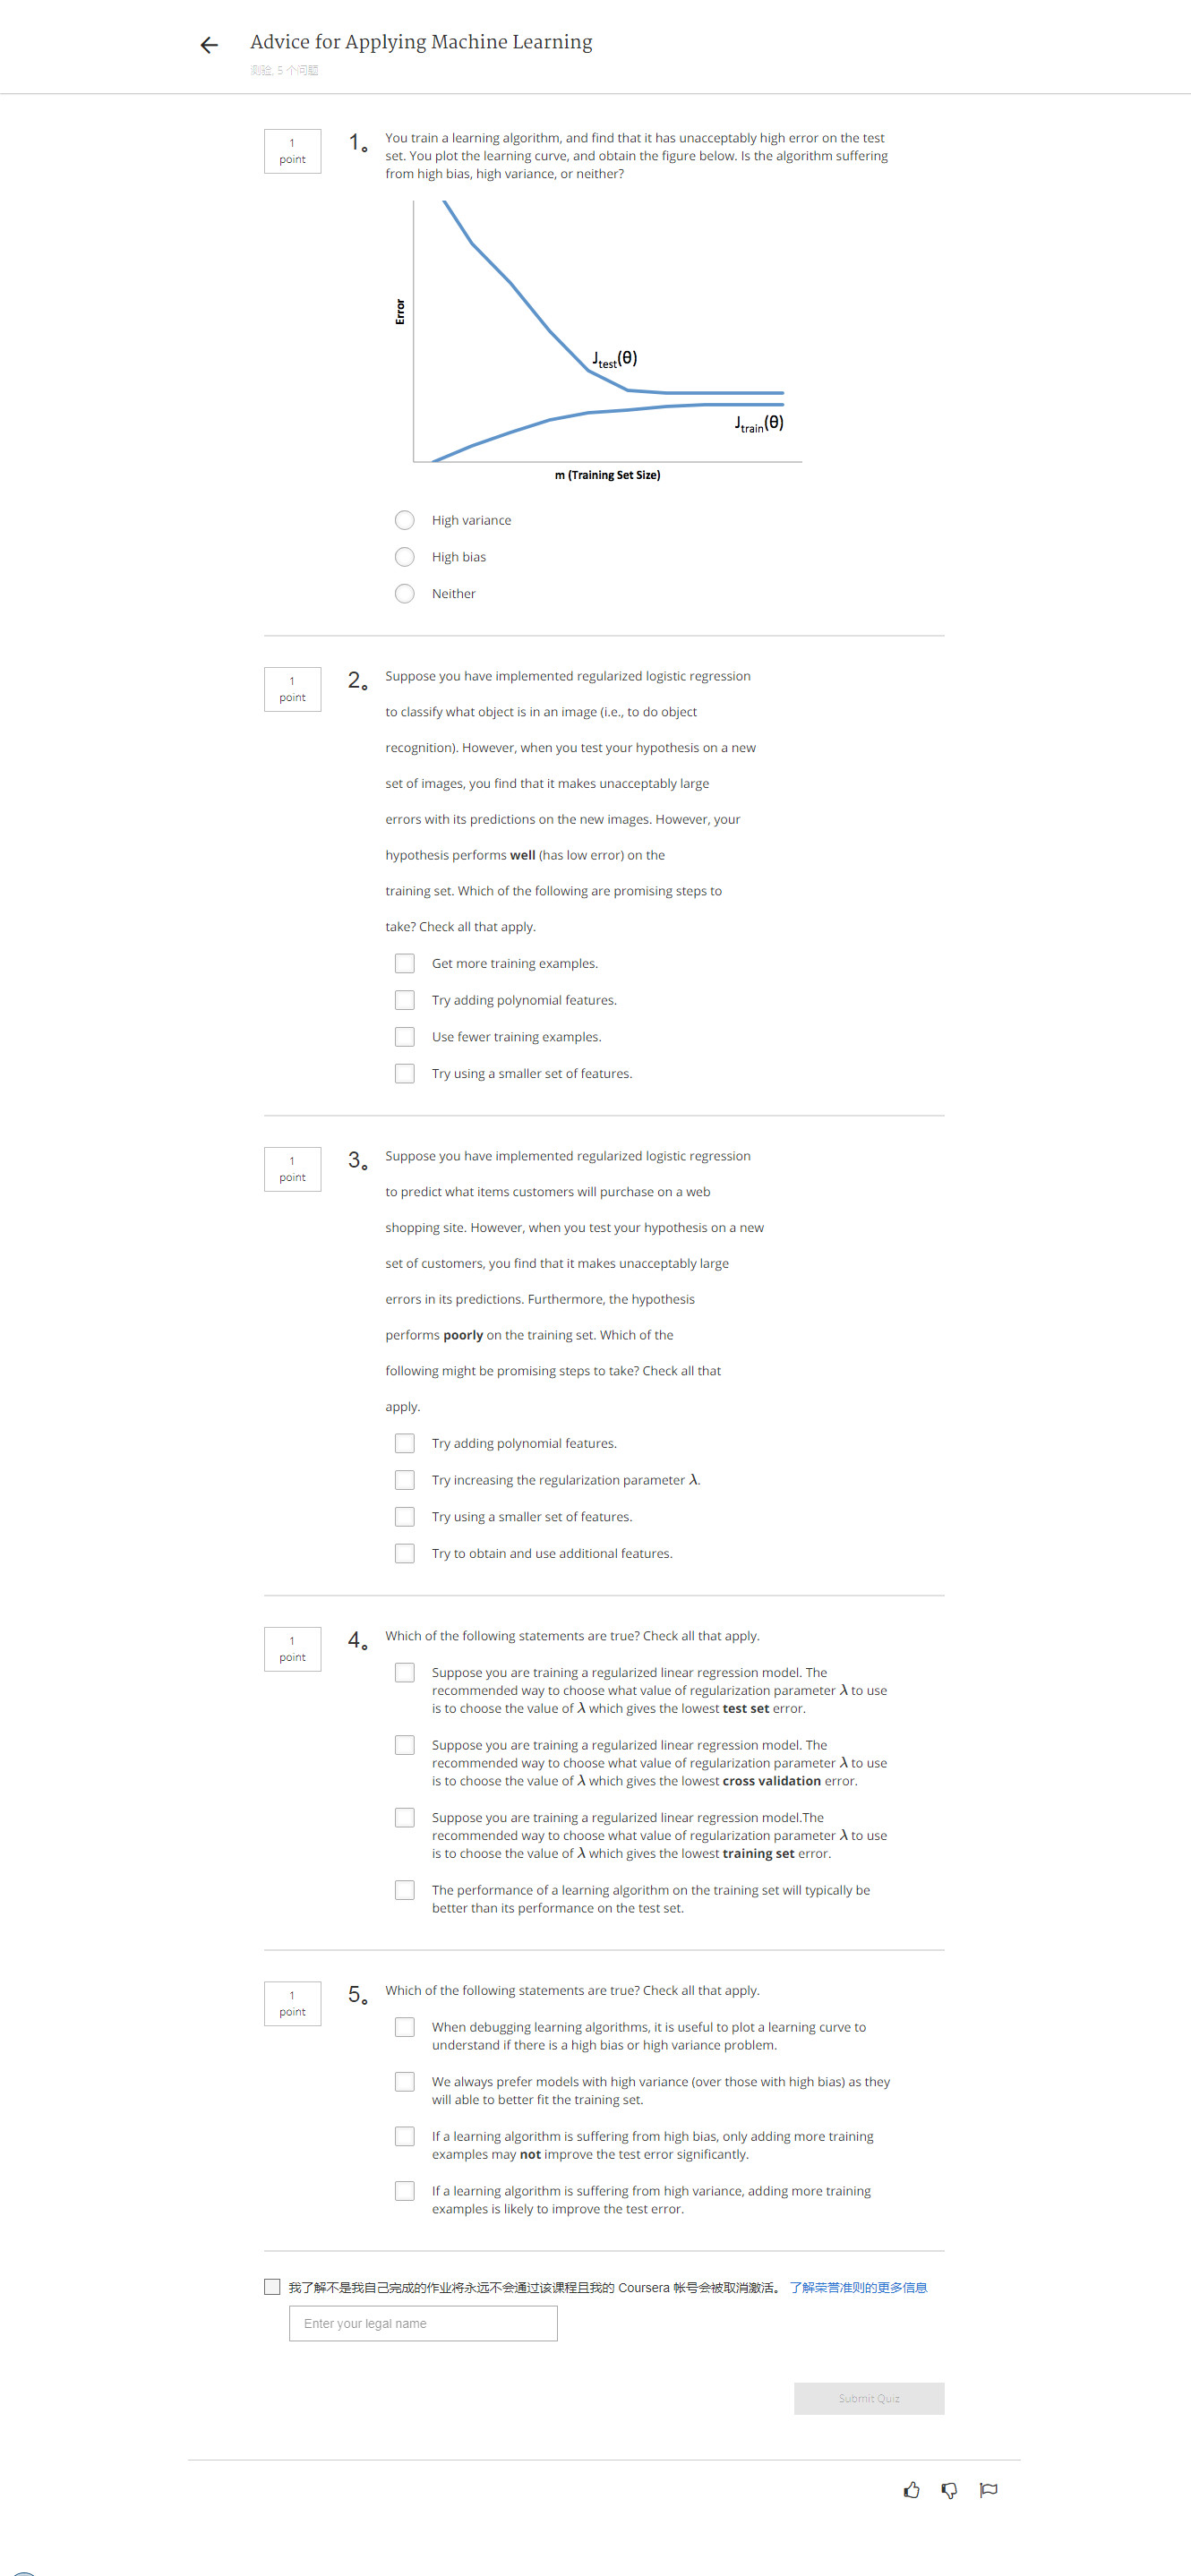 Advice for Applying Machine Learning
测验, 5 个问题
1
point
1。
You train a learning algorithm, and find that it has unacceptably high error on the test
set. You plot the learning curve, and obtain the figure below. Is the algorithm suffering
from high bias, high variance, or neither?
Error
Jtest(θ)
Jtrain(θ)
m (Training Set Size)
High variance
High bias
Neither
1
point
2。
Suppose you have implemented regularized logistic regression
to classify what object is in an image (i.e., to do object
recognition). However, when you test your hypothesis on a new
set of images, you find that it makes unacceptably large
errors with its predictions on the new images. However, your
hypothesis performs well (has low error) on the
training set. Which of the following are promising steps to
take? Check all that apply.
Get more training examples.
Try adding polynomial features.
Use fewer training examples.
Try using a smaller set of features.
1
point
3。
Suppose you have implemented regularized logistic regression
to predict what items customers will purchase on a web
shopping site. However, when you test your hypothesis on a new
set of customers, you find that it makes unacceptably large
errors in its predictions. Furthermore, the hypothesis
performs poorly on the training set. Which of the
following might be promising steps to take? Check all that
apply.
Try adding polynomial features.
Try increasing the regularization parameter λ.
Try using a smaller set of features.
Try to obtain and use additional features.
1
point
4。
Which of the following statements are true? Check all that apply.
Suppose you are training a regularized linear regression model. The
recommended way to choose what value of regularization parameter λ to use
is to choose the value of λ which gives the lowest test set error.
Suppose you are training a regularized linear regression model. The
recommended way to choose what value of regularization parameter λ to use
is to choose the value of λ which gives the lowest cross validation error.
Suppose you are training a regularized linear regression model.The
recommended way to choose what value of regularization parameter λ to use
is to choose the value of λ which gives the lowest training set error.
The performance of a learning algorithm on the training set will typically be
better than its performance on the test set.
1
point
5。
Which of the following statements are true? Check all that apply.
When debugging learning algorithms, it is useful to plot a learning curve to
understand if there is a high bias or high variance problem.
We always prefer models with high variance (over those with high bias) as they
will able to better fit the training set.
If a learning algorithm is suffering from high bias, only adding more training
examples may not improve the test error significantly.
If a learning algorithm is suffering from high variance, adding more training
examples is likely to improve the test error.
我了解不是我自己完成的作业将永远不会通过该课程且我的 Coursera 帐号会被取消激活。 了解荣誉准则的更多信息
Enter your legal name
Submit Quiz